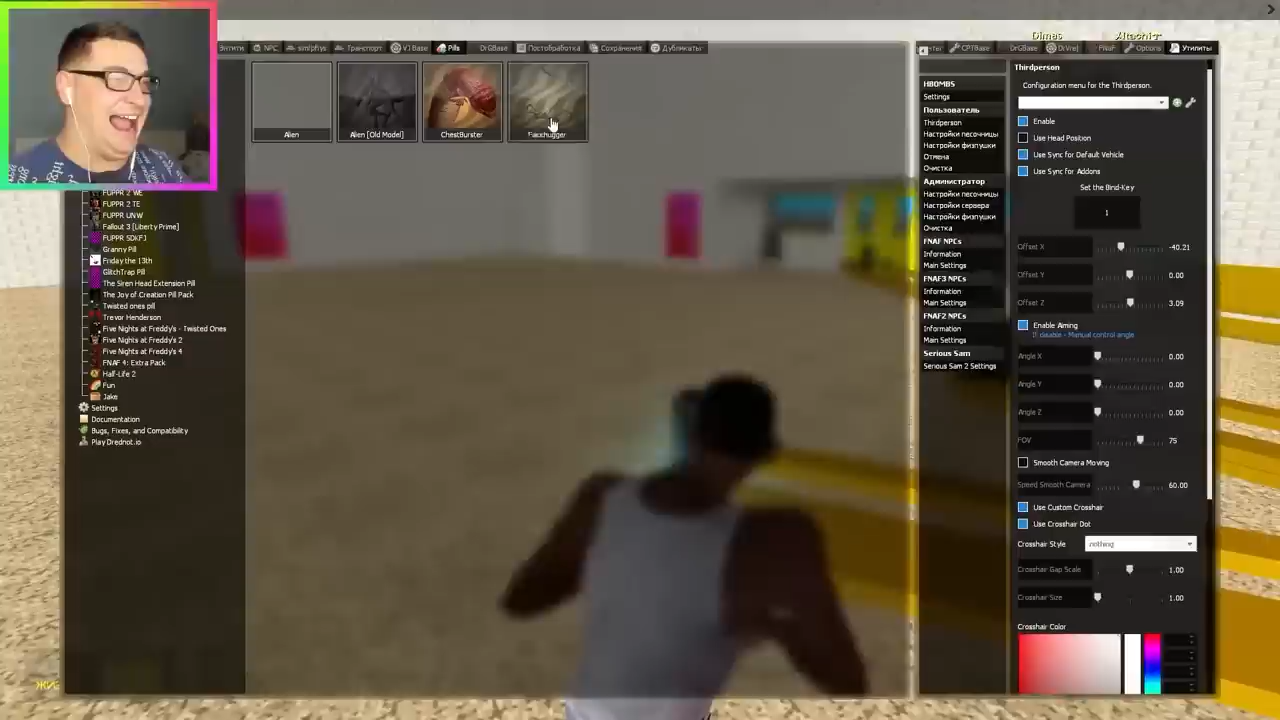 Dimas
NPC
simfphys
Транспорт
VJ Base
Pills
DrGBase
Постобработка
Сохранения
Дубликаты
CPTBase
DrGBase
DrVrej
Options
Утилиты
Alien
Alien [Old Model]
ChestBurster
Facehugger
FUPPR 2 WE
FUPPR 2 TE
FUPPR UNW
Fallout 3 [Liberty Prime]
FUPPR SDKFJ
Granny Pill
Friday the 13th
GlitchTrap Pill
The Siren Head Extension Pill
The Joy of Creation Pill Pack
Twisted ones pill
Trevor Henderson
Five Nights at Freddy's - Twisted Ones
Five Nights at Freddy's 2
Five Nights at Freddy's 4
FNAF 4: Extra Pack
Half-Life 2
Fun
Jake
Settings
Documentation
Bugs, Fixes, and Compatibility
Play Drednot.io
HBOMBS
Settings
Пользователь
Thirdperson
Настройки песочницы
Настройки физпушки
Отмена
Очистка
Администратор
Настройки песочницы
Настройки сервера
Настройки физпушки
Очистка
FNAF NPCs
Information
Main Settings
FNAF3 NPCs
Information
Main Settings
FNAF2 NPCs
Information
Main Settings
Serious Sam
Serious Sam 2 Settings
Thirdperson
Configuration menu for the Thirdperson.
Enable
Use Head Position
Use Sync for Default Vehicle
Use Sync for Addons
Set the Bind-Key
1
Offset X -40.21
Offset Y 0.00
Offset Z 3.09
Enable Aiming
If disable - Manual control angle
Angle X 0.00
Angle Y 0.00
Angle Z 0.00
FOV 75
Smooth Camera Moving
Speed Smooth Camera 60.00
Use Custom Crosshair
Use Crosshair Dot
Crosshair Style nothing
Crosshair Gap Scale 1.00
Crosshair Size 1.00
Crosshair Color